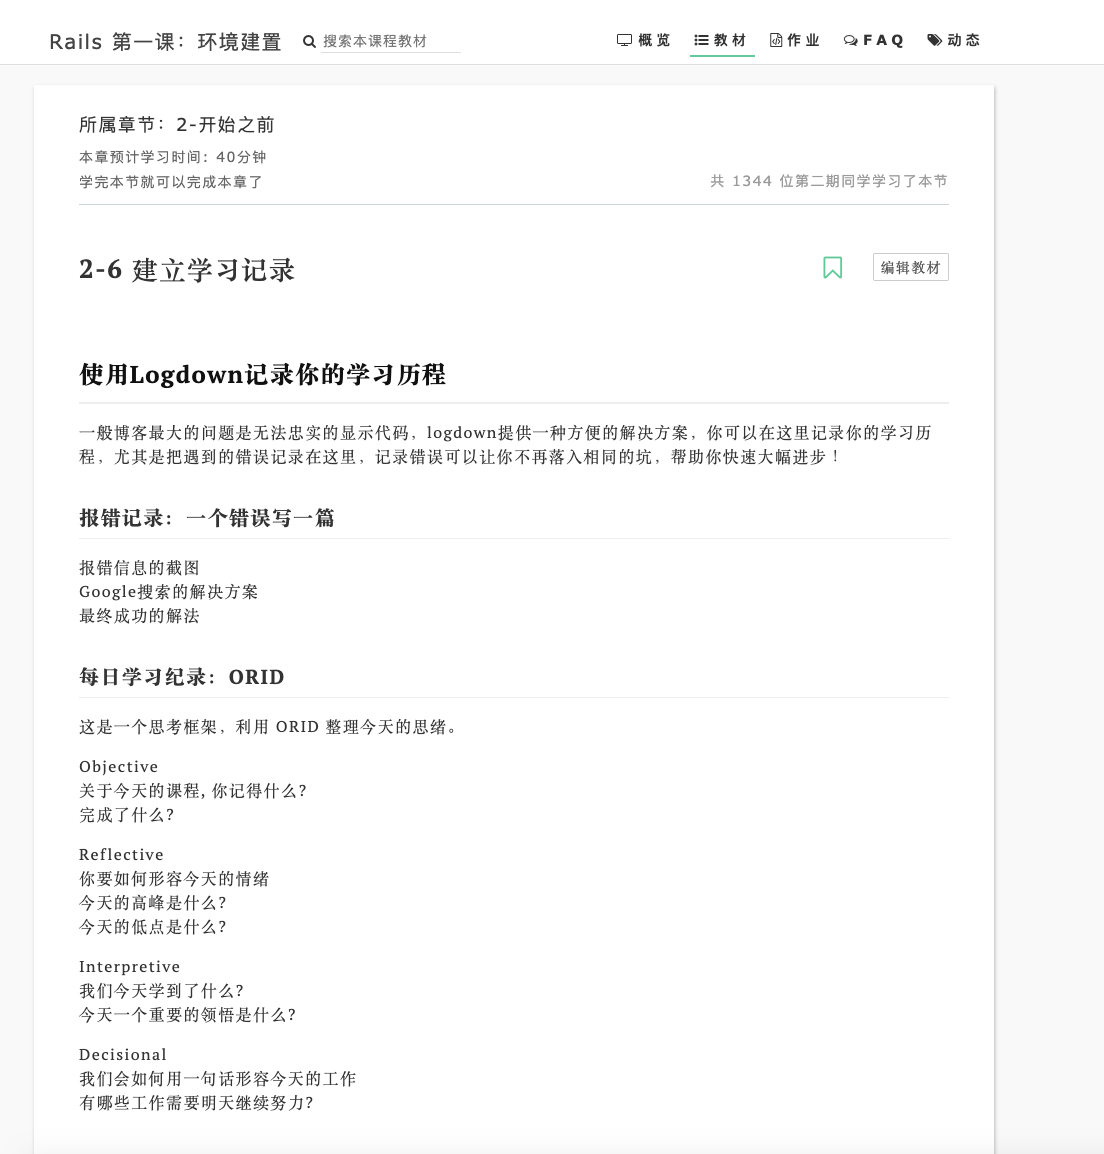 Rails 第一课：环境建置
搜索本课程教材
概览
教材
作业
FAQ
动态
所属章节：2-开始之前
本章预计学习时间：40分钟
学完本节就可以完成本章了
共 1344 位第二期同学学习了本节
2-6 建立学习记录
编辑教材
使用Logdown记录你的学习历程
一般博客最大的问题是无法忠实的显示代码，logdown提供一种方便的解决方案，你可以在这里记录你的学习历
程，尤其是把遇到的错误记录在这里，记录错误可以让你不再落入相同的坑，帮助你快速大幅进步！
报错记录：一个错误写一篇
报错信息的截图
Google搜索的解决方案
最终成功的解法
每日学习纪录：ORID
这是一个思考框架，利用 ORID 整理今天的思绪。
Objective
关于今天的课程, 你记得什么?
完成了什么?
Reflective
你要如何形容今天的情绪
今天的高峰是什么?
今天的低点是什么?
Interpretive
我们今天学到了什么?
今天一个重要的领悟是什么?
Decisional
我们会如何用一句话形容今天的工作
有哪些工作需要明天继续努力?